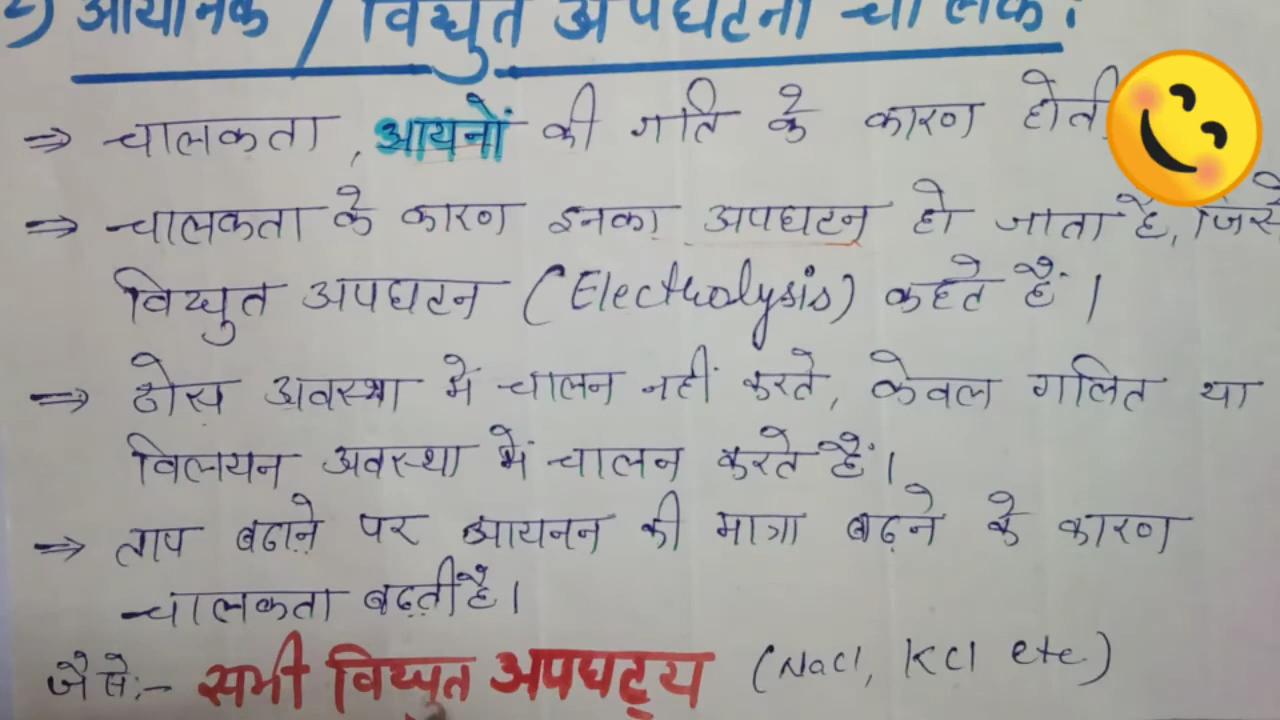 2) आयनिक / विद्युत अपघटनी चालक :
⇒ चालकता , आयनों की गति के कारण होती
⇒ चालकता के कारण इनका अपघटन हो जाता है, जिसे
विद्युत अपघटन (Electrolysis) कहते हैं ।
⇒ ठोस अवस्था में चालन नहीं करते, केवल गलित या
विलयन अवस्था में चालन करते हैं ।
⇒ ताप बढाने पर आयनन की मात्रा बढ़ने के कारण
चालकता बढ़ती है ।
जैसे:- सभी विद्युत अपघट्य (NaCl, KCl etc)